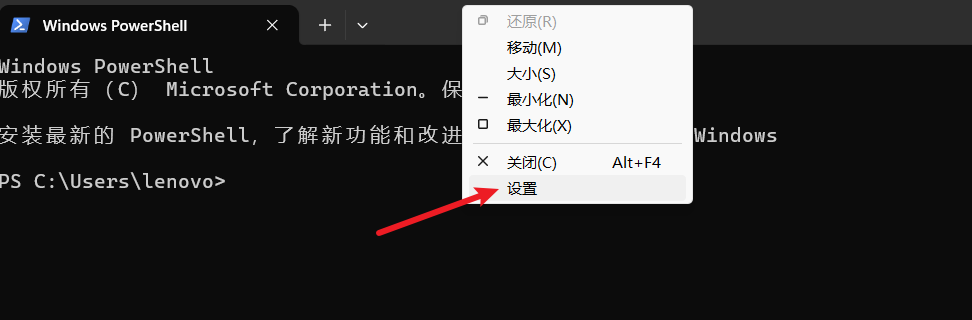 Windows PowerShell
还原(R)
移动(M)
大小(S)
最小化(N)
最大化(X)
关闭(C) Alt+F4
设置
Windows PowerShell
版权所有 (C) Microsoft Corporation。保
安装最新的 PowerShell，了解新功能和改进 Windows
PS C:\Users\lenovo>